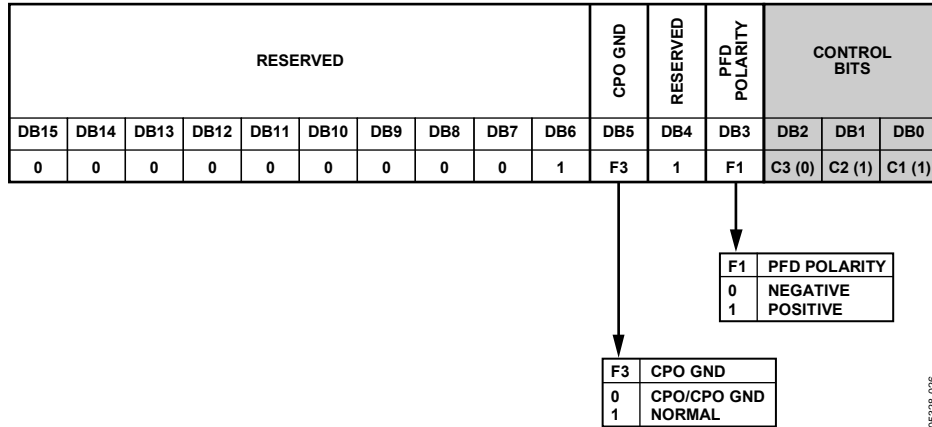 RESERVED
CPO GND
RESERVED
PFD
POLARITY
CONTROL
BITS
DB15 DB14 DB13 DB12 DB11 DB10 DB9 DB8 DB7 DB6 DB5 DB4 DB3 DB2 DB1 DB0
0 0 0 0 0 0 0 0 0 1 F3 1 F1 C3 (0) C2 (1) C1 (1)
F1 PFD POLARITY
0 NEGATIVE
1 POSITIVE
F3 CPO GND
0 CPO/CPO GND
1 NORMAL
05328-026